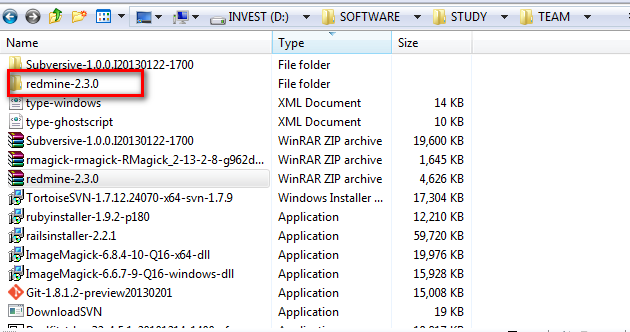 INVEST (D:) SOFTWARE STUDY TEAM
Name Type Size
Subversive-1.0.0.I20130122-1700 File folder
redmine-2.3.0 File folder
type-windows XML Document 14 KB
type-ghostscript XML Document 10 KB
Subversive-1.0.0.I20130122-1700 WinRAR ZIP archive 19,600 KB
rmagick-rmagick-RMagick_2-13-2-8-g962d... WinRAR ZIP archive 1,645 KB
redmine-2.3.0 WinRAR ZIP archive 4,626 KB
TortoiseSVN-1.7.12.24070-x64-svn-1.7.9 Windows Installer ... 17,304 KB
rubyinstaller-1.9.2-p180 Application 12,210 KB
railsinstaller-2.2.1 Application 59,720 KB
ImageMagick-6.8.4-10-Q16-x64-dll Application 19,976 KB
ImageMagick-6.6.7-9-Q16-windows-dll Application 15,928 KB
Git-1.8.1.2-preview20130201 Application 15,008 KB
DownloadSVN Application 19 KB